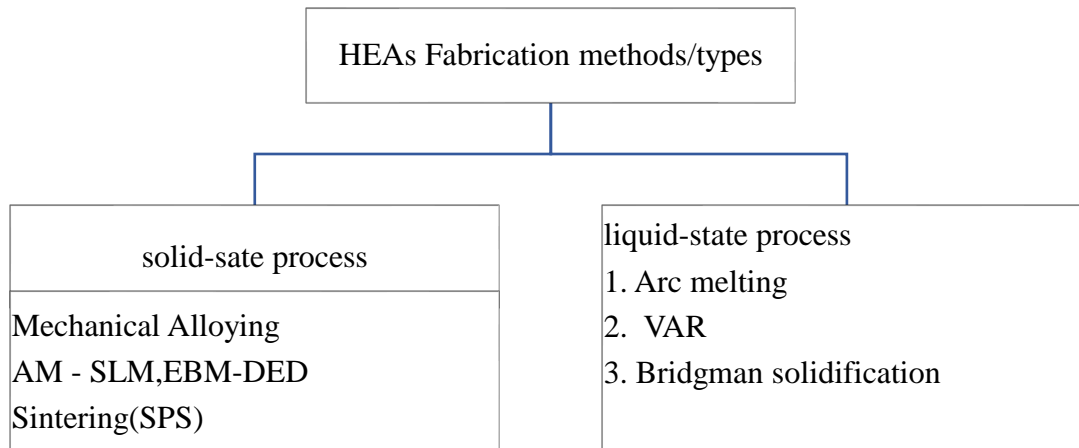 HEAs Fabrication methods/types
solid-sate process
Mechanical Alloying
AM - SLM,EBM-DED
Sintering(SPS)
liquid-state process
1. Arc melting
2. VAR
3. Bridgman solidification